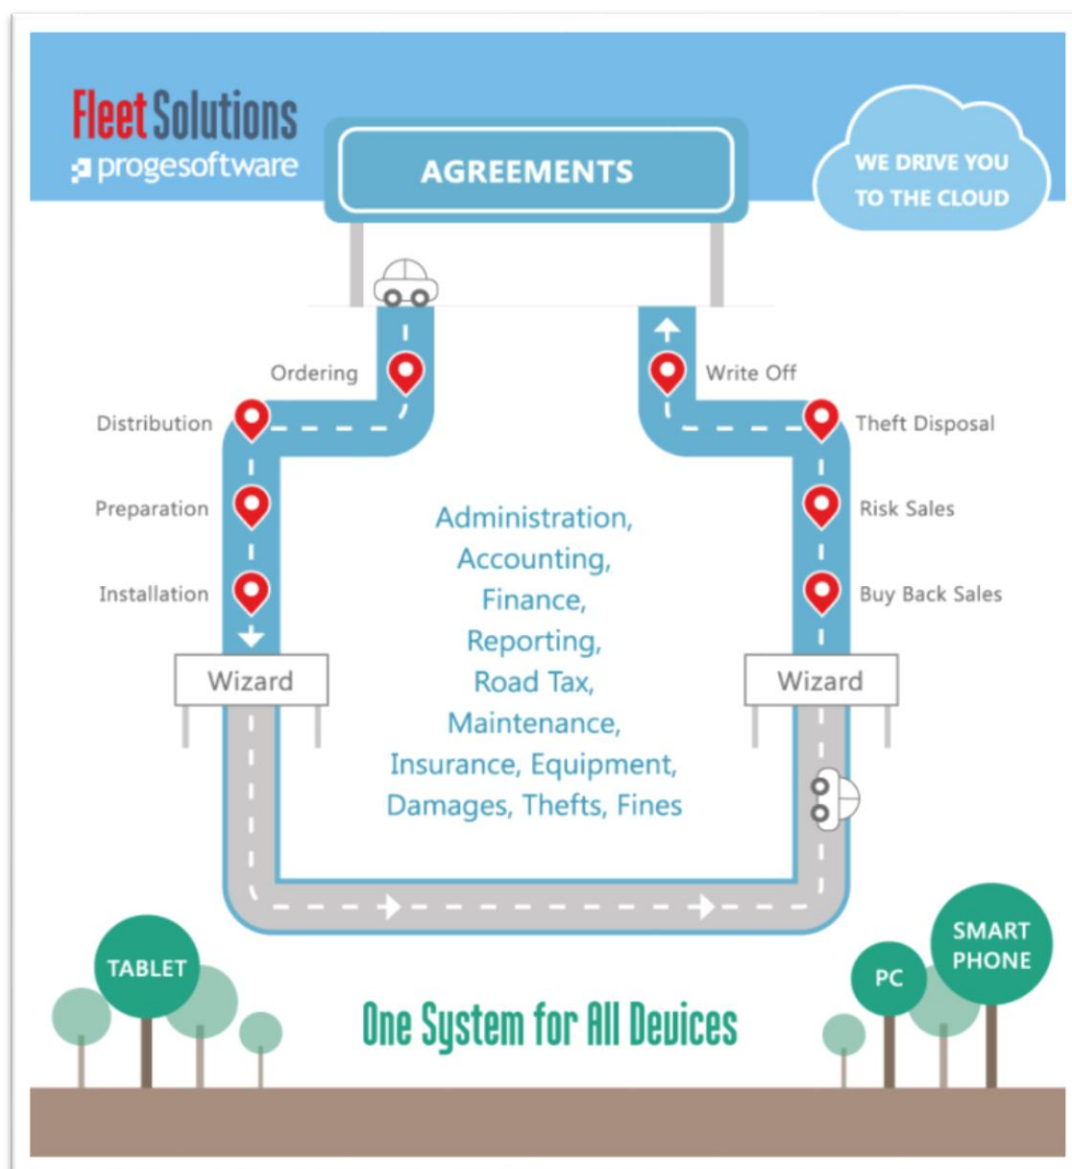 Fleet Solutions
progesoftware
AGREEMENTS
WE DRIVE YOU
TO THE CLOUD
Ordering
Distribution
Preparation
Installation
Wizard
Write Off
Theft Disposal
Risk Sales
Buy Back Sales
Wizard
Administration,
Accounting,
Finance,
Reporting,
Road Tax,
Maintenance,
Insurance, Equipment,
Damages, Thefts, Fines
TABLET
One System for All Devices
PC
SMART
PHONE